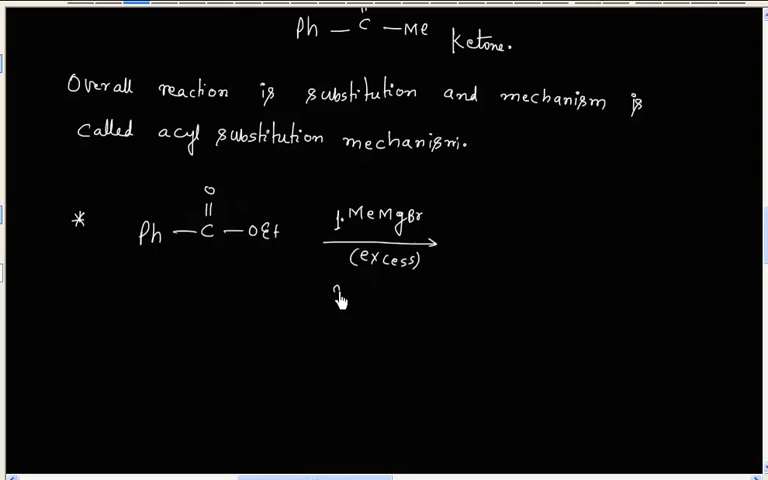 Ph — C — Me Ketone.
Overall reaction is substitution and mechanism is
called acyl substitution mechanism.
O
* Ph — C — OEt 1. MeMgBr
(excess)